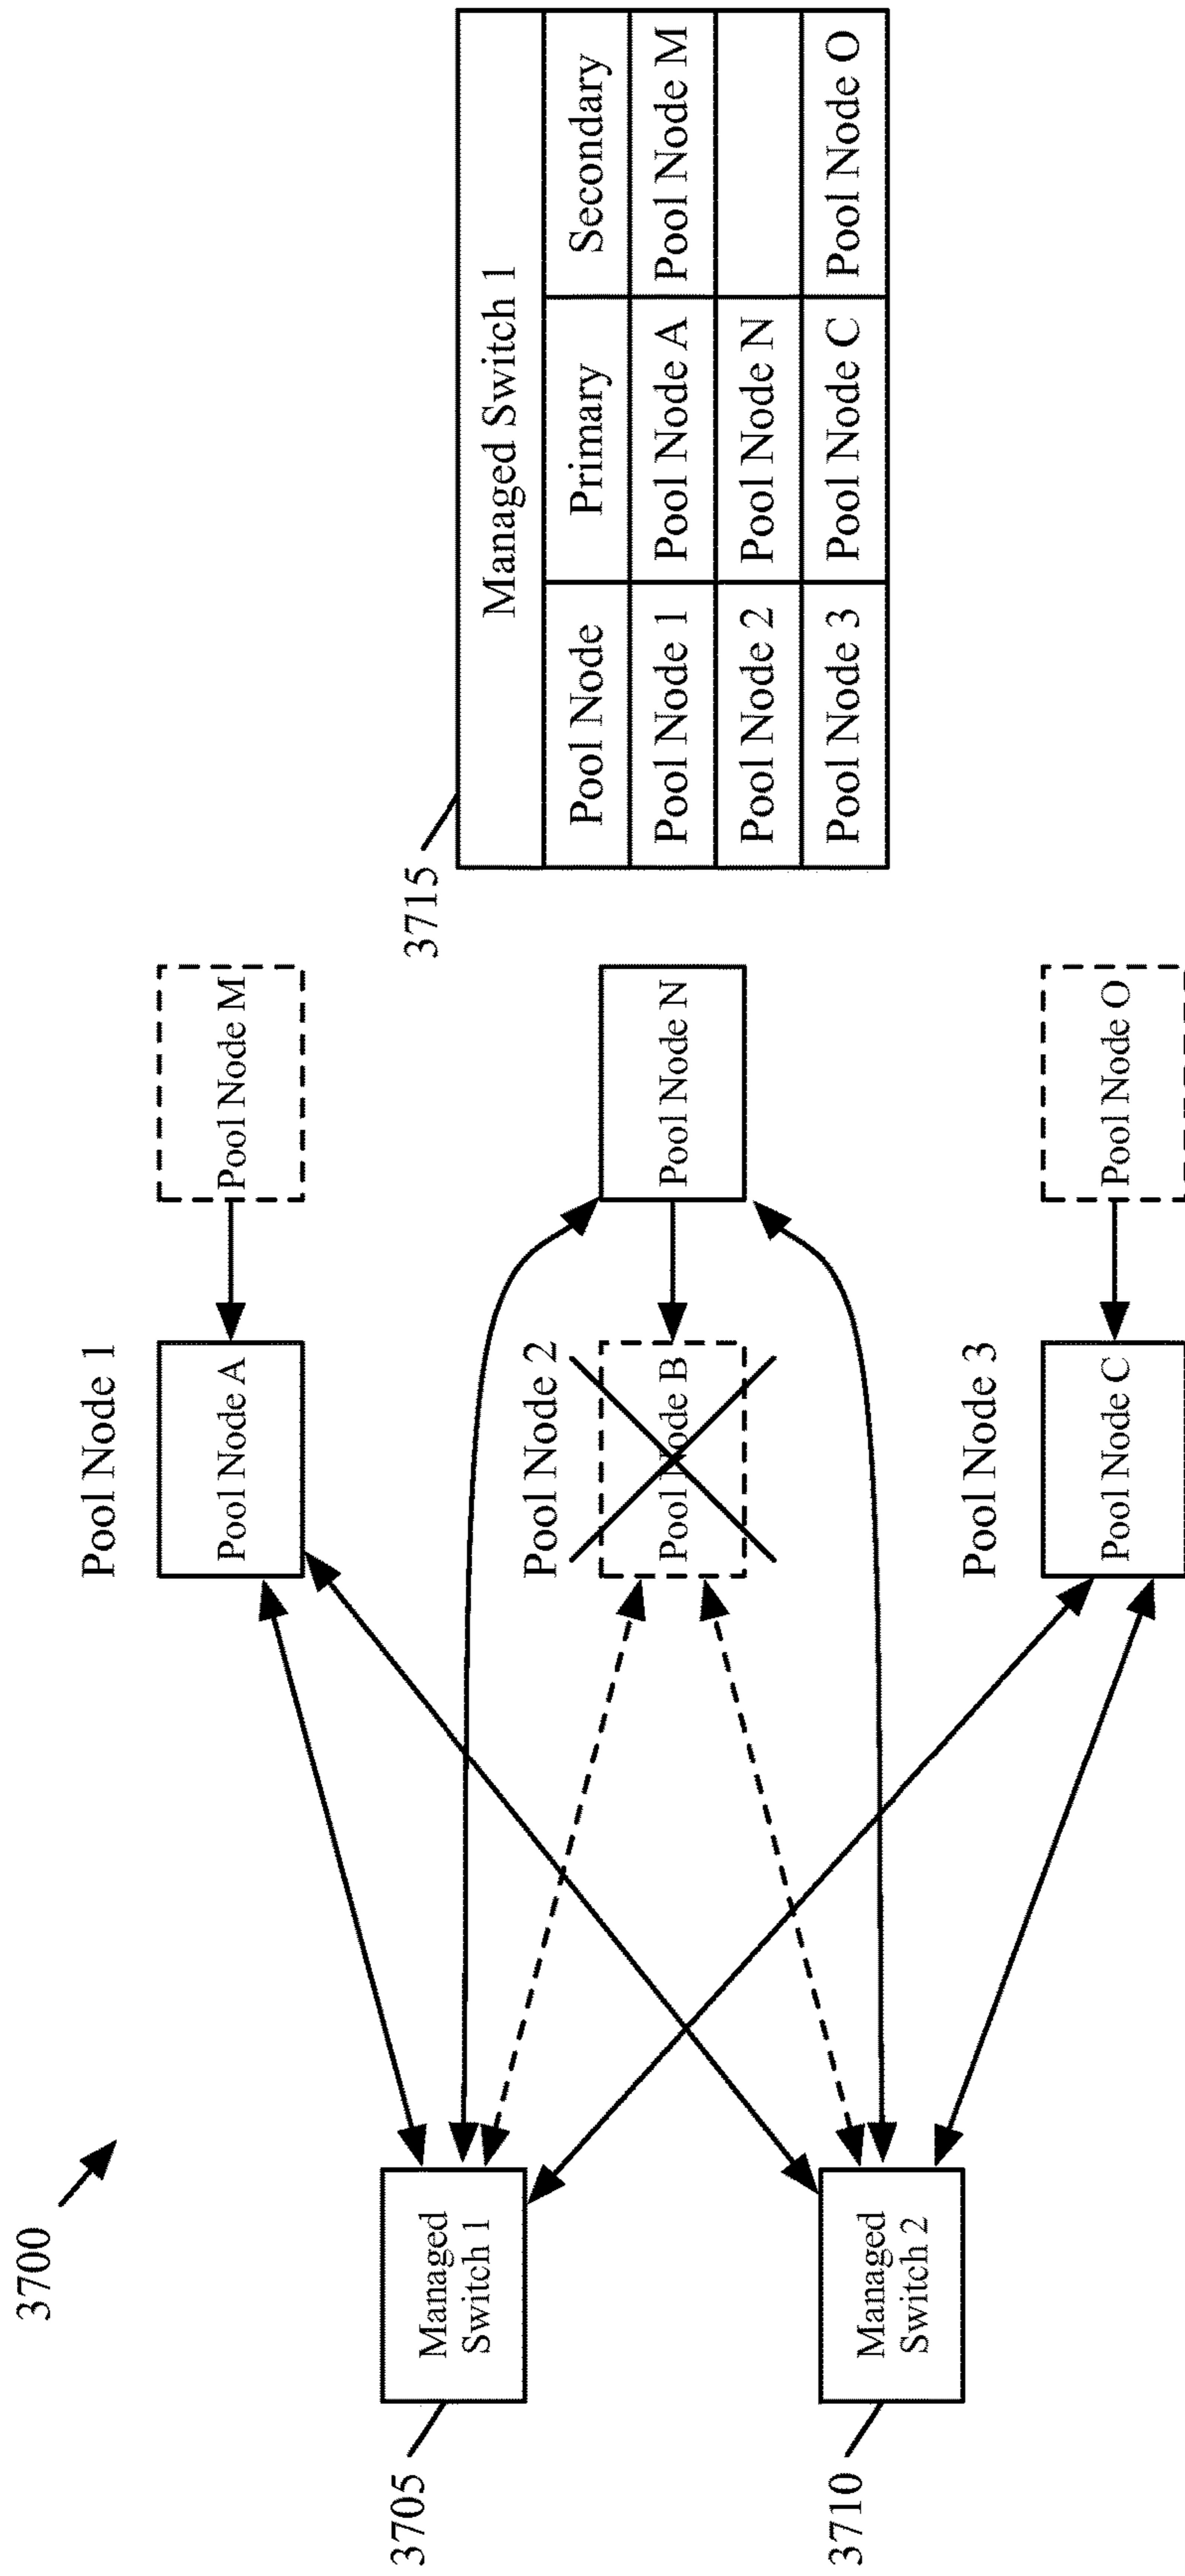 3700
3705
Managed
Switch 1
3710
Managed
Switch 2
Pool Node 1
Pool Node A
Pool Node M
Pool Node 2
Pool Node B
Pool Node N
Pool Node 3
Pool Node C
Pool Node O
3715
Managed Switch 1
Pool Node Primary Secondary
Pool Node 1 Pool Node A Pool Node M
Pool Node 2 Pool Node N
Pool Node 3 Pool Node C Pool Node O